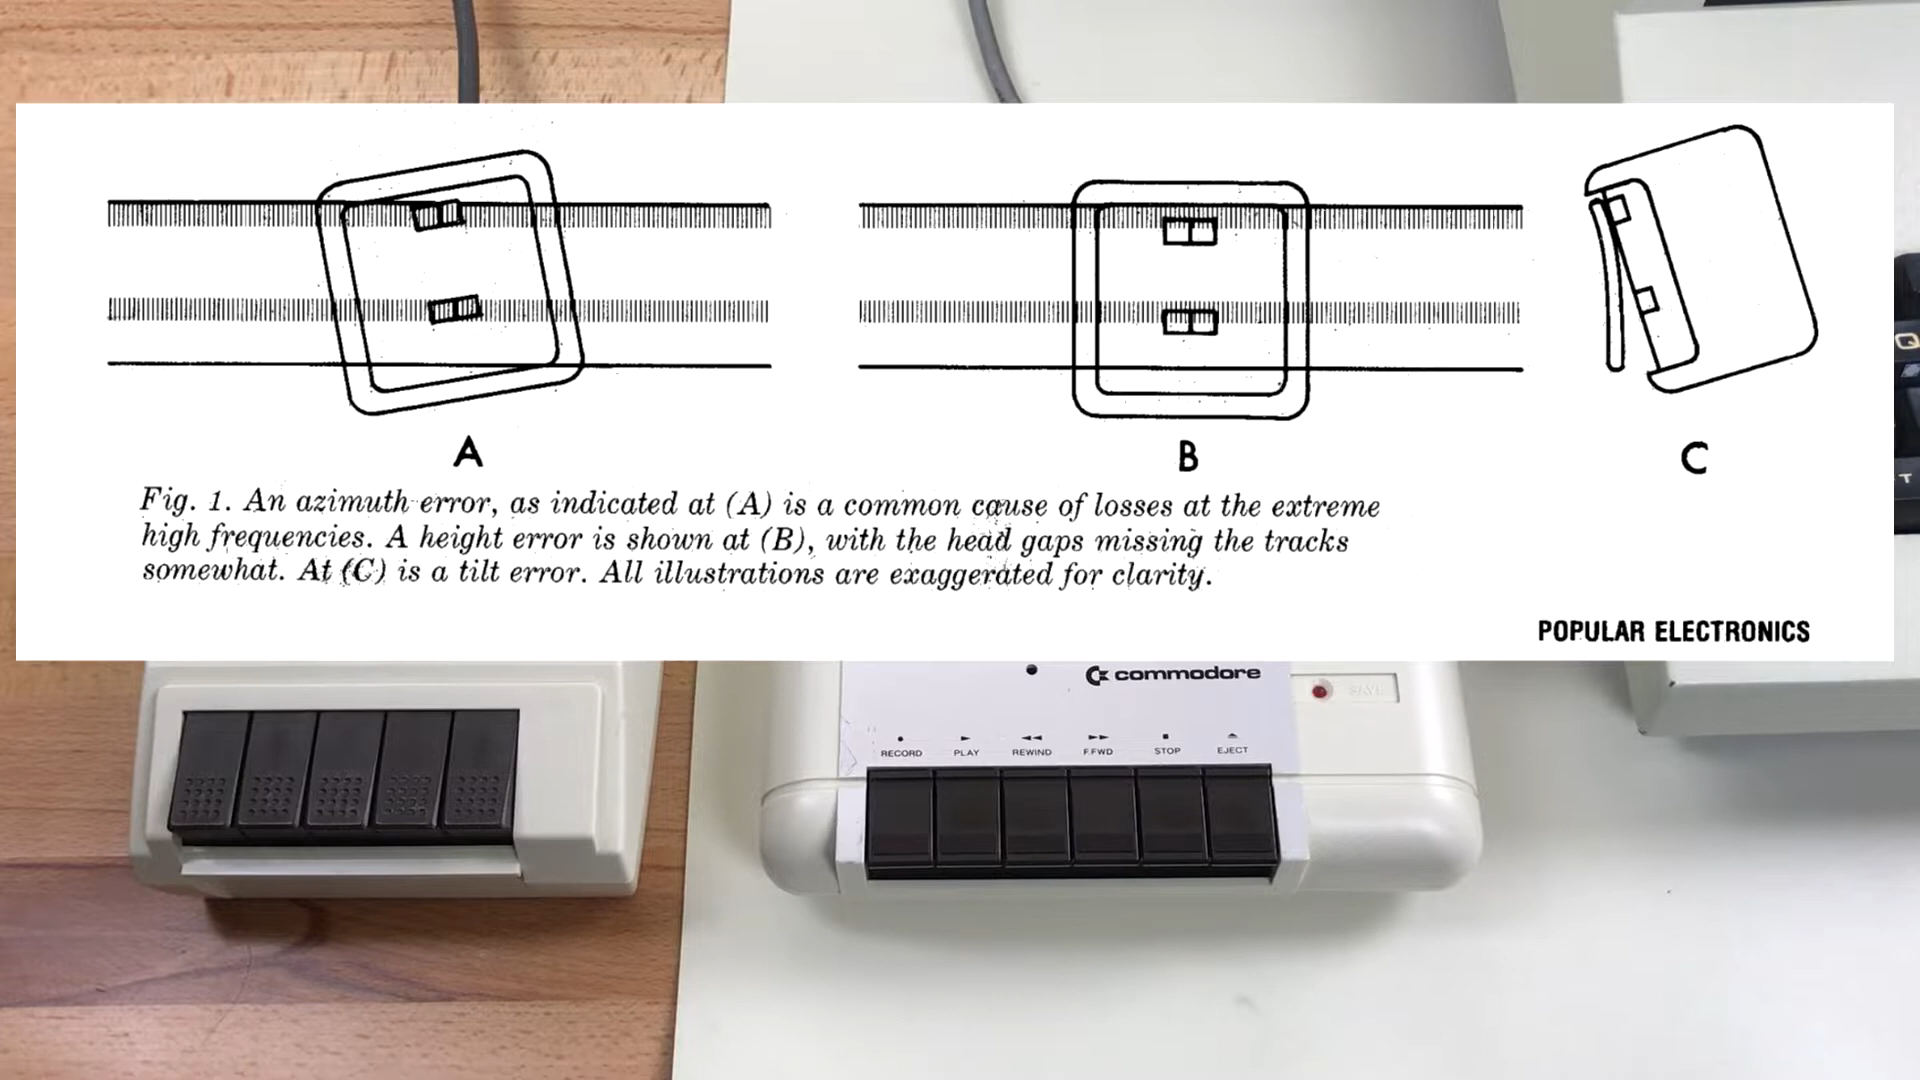 A
B
C
Fig. 1. An azimuth error, as indicated at (A) is a common cause of losses at the extreme
high frequencies. A height error is shown at (B), with the head gaps missing the tracks
somewhat. At (C) is a tilt error. All illustrations are exaggerated for clarity.
POPULAR ELECTRONICS
commodore
SAVE
RECORD PLAY REWIND F.FWD STOP EJECT
Q
T